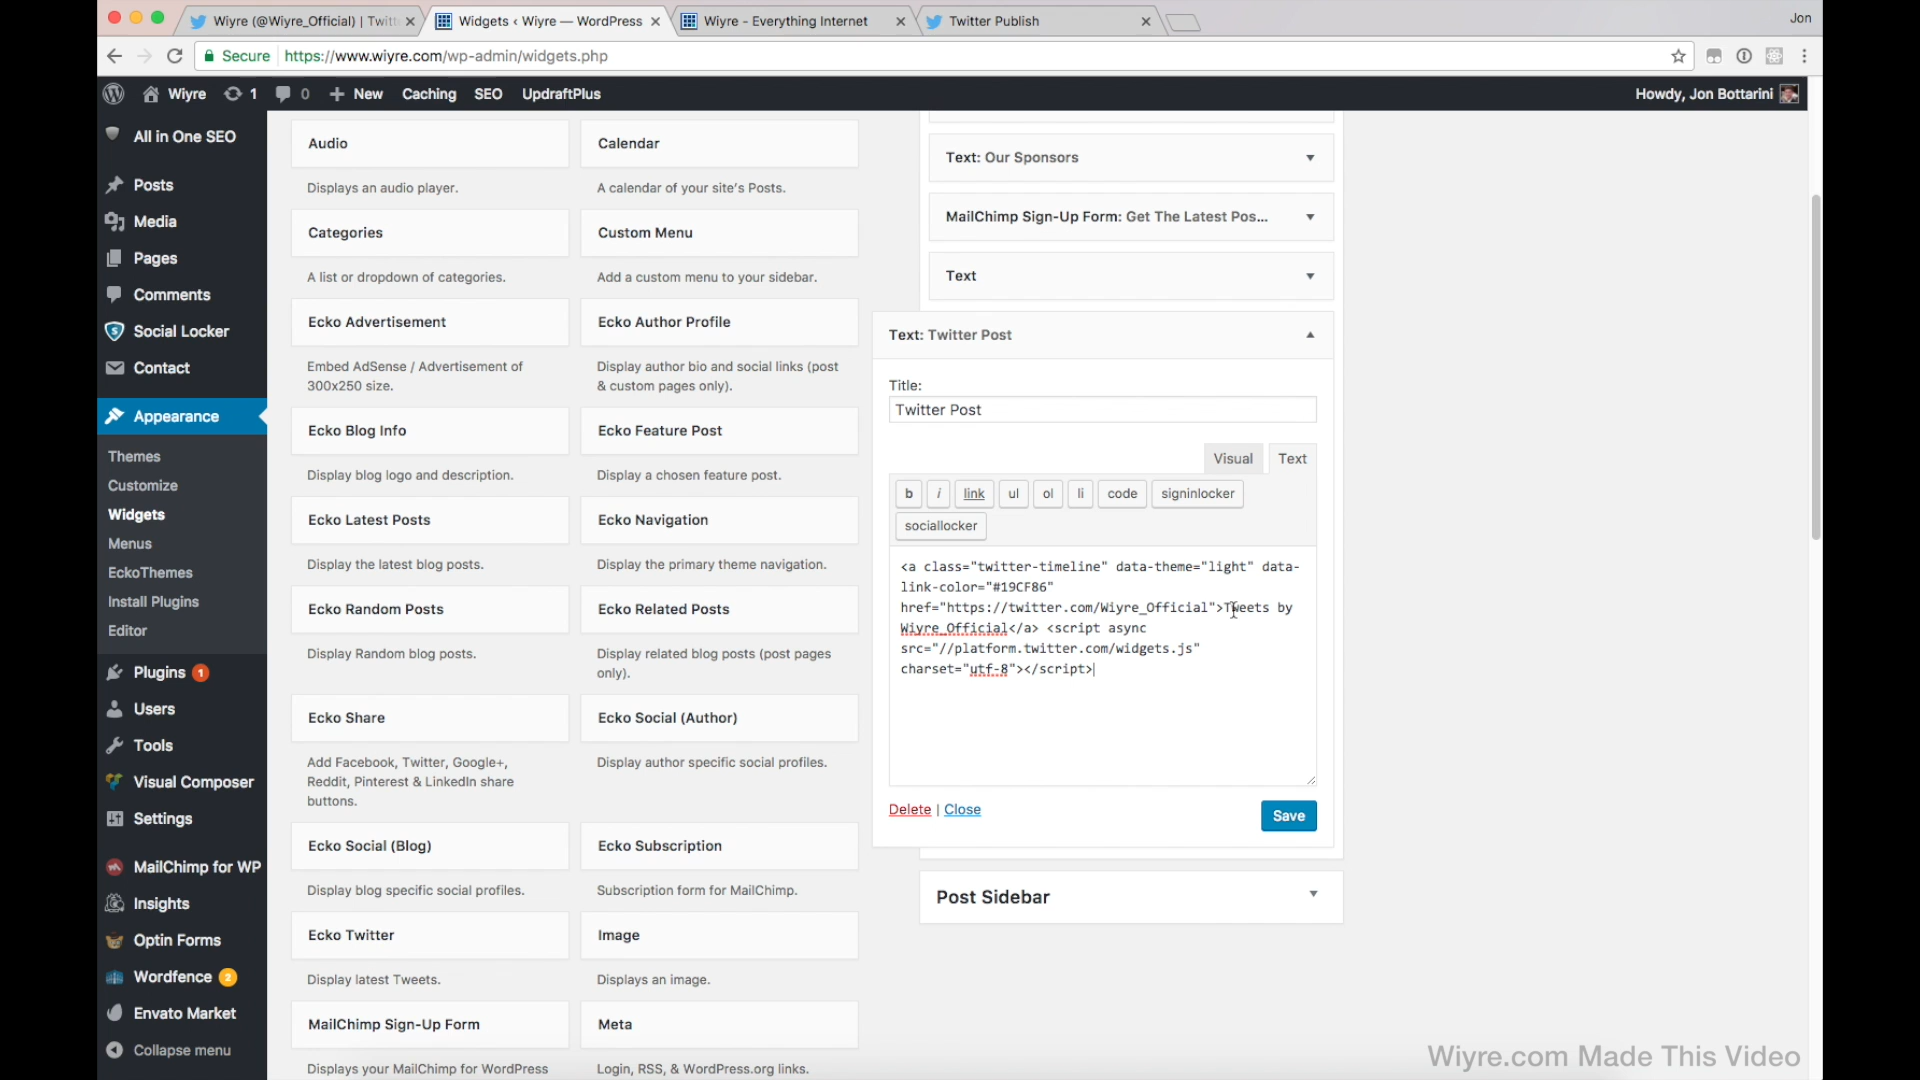 Wiyre (@Wiyre_Official) | Twitt
Widgets ‹ Wiyre — WordPress
Wiyre - Everything Internet
Twitter Publish
Jon
Secure
https://www.wiyre.com/wp-admin/widgets.php
Wiyre
1
0
New
Caching
SEO
UpdraftPlus
Howdy, Jon Bottarini
All in One SEO
Posts
Media
Pages
Comments
Social Locker
Contact
Appearance
Themes
Customize
Widgets
Menus
EckoThemes
Install Plugins
Editor
Plugins 1
Users
Tools
Visual Composer
Settings
MailChimp for WP
Insights
Optin Forms
Wordfence 2
Envato Market
Collapse menu
Audio
Displays an audio player.
Calendar
A calendar of your site's Posts.
Categories
A list or dropdown of categories.
Custom Menu
Add a custom menu to your sidebar.
Ecko Advertisement
Embed AdSense / Advertisement of
300x250 size.
Ecko Author Profile
Display author bio and social links (post
& custom pages only).
Ecko Blog Info
Display blog logo and description.
Ecko Feature Post
Display a chosen feature post.
Ecko Latest Posts
Display the latest blog posts.
Ecko Navigation
Display the primary theme navigation.
Ecko Random Posts
Display Random blog posts.
Ecko Related Posts
Display related blog posts (post pages
only).
Ecko Share
Add Facebook, Twitter, Google+,
Reddit, Pinterest & LinkedIn share
buttons.
Ecko Social (Author)
Display author specific social profiles.
Ecko Social (Blog)
Display blog specific social profiles.
Ecko Subscription
Subscription form for MailChimp.
Ecko Twitter
Display latest Tweets.
Image
Displays an image.
MailChimp Sign-Up Form
Displays your MailChimp for WordPress
Meta
Login, RSS, & WordPress.org links.
Text: Our Sponsors
MailChimp Sign-Up Form: Get The Latest Pos...
Text
Text: Twitter Post
Title:
Twitter Post
Visual
Text
b
i
link
ul
ol
li
code
signinlocker
sociallocker
<a class="twitter-timeline" data-theme="light" data-
link-color="#19CF86"
href="https://twitter.com/Wiyre_Official">Tweets by
Wiyre_Official</a> <script async
src="//platform.twitter.com/widgets.js"
charset="utf-8"></script>
Delete | Close
Save
Post Sidebar
Wiyre.com Made This Video